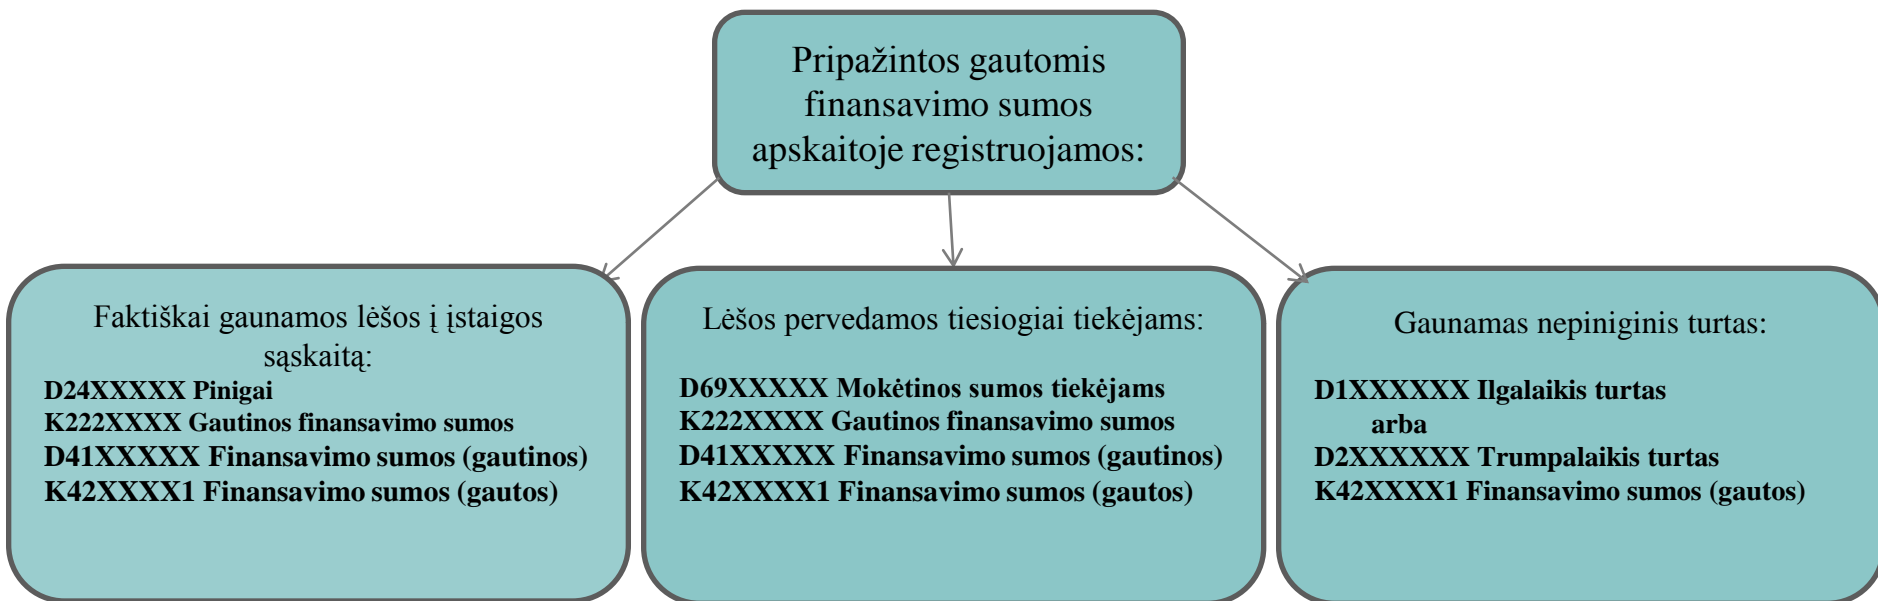 Pripažintos gautomis
finansavimo sumos
apskaitoje registruojamos:
Faktiškai gaunamos lėšos į įstaigos
sąskaitą:
D24XXXXX Pinigai
K222XXXX Gautinos finansavimo sumos
D41XXXXX Finansavimo sumos (gautinos)
K42XXXX1 Finansavimo sumos (gautos)
Lėšos pervedamos tiesiogiai tiekėjams:
D69XXXXX Mokėtinos sumos tiekėjams
K222XXXX Gautinos finansavimo sumos
D41XXXXX Finansavimo sumos (gautinos)
K42XXXX1 Finansavimo sumos (gautos)
Gaunamas nepiniginis turtas:
D1XXXXXX Ilgalaikis turtas
arba
D2XXXXXX Trumpalaikis turtas
K42XXXX1 Finansavimo sumos (gautos)